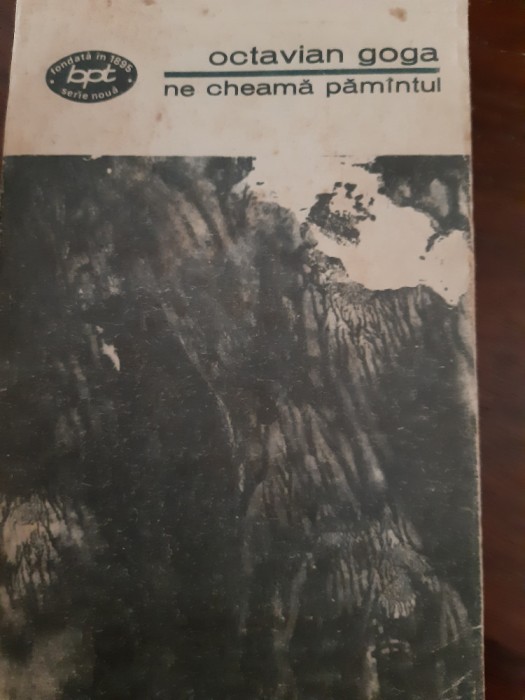 fondată în 1895
bpt
serie nouă
octavian goga
ne cheamă pămîntul